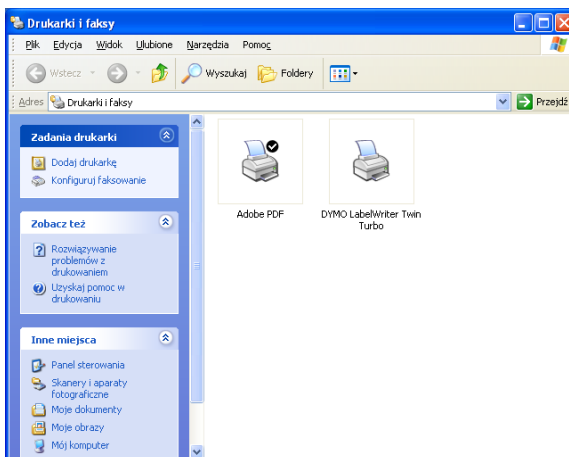 Drukarki i faksy
Plik Edycja Widok Ulubione Narzędzia Pomoc
Wstecz Wyszukaj Foldery
Adres Drukarki i faksy Przejdź
Zadania drukarki
Dodaj drukarkę
Konfiguruj faksowanie
Zobacz też
Rozwiązywanie
problemów z
drukowaniem
Uzyskaj pomoc w
drukowaniu
Inne miejsca
Panel sterowania
Skanery i aparaty
fotograficzne
Moje dokumenty
Moje obrazy
Mój komputer
Adobe PDF
DYMO LabelWriter Twin
Turbo